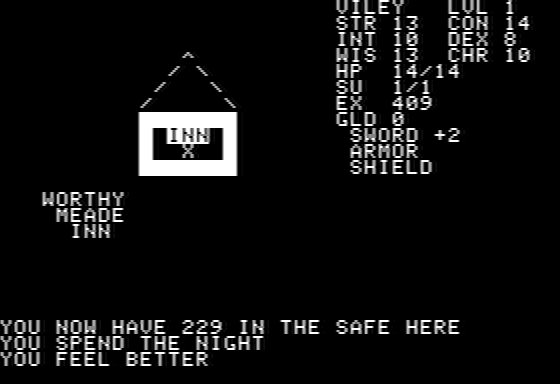 VILEY   LVL 1
STR 13  CON 14
INT 10  DEX 8
WIS 13  CHR 10
HP  14/14
SU  1/1
EX  409
GLD 0
SWORD +2
ARMOR
SHIELD
INN
X
WORTHY
MEADE
INN
YOU NOW HAVE 229 IN THE SAFE HERE
YOU SPEND THE NIGHT
YOU FEEL BETTER